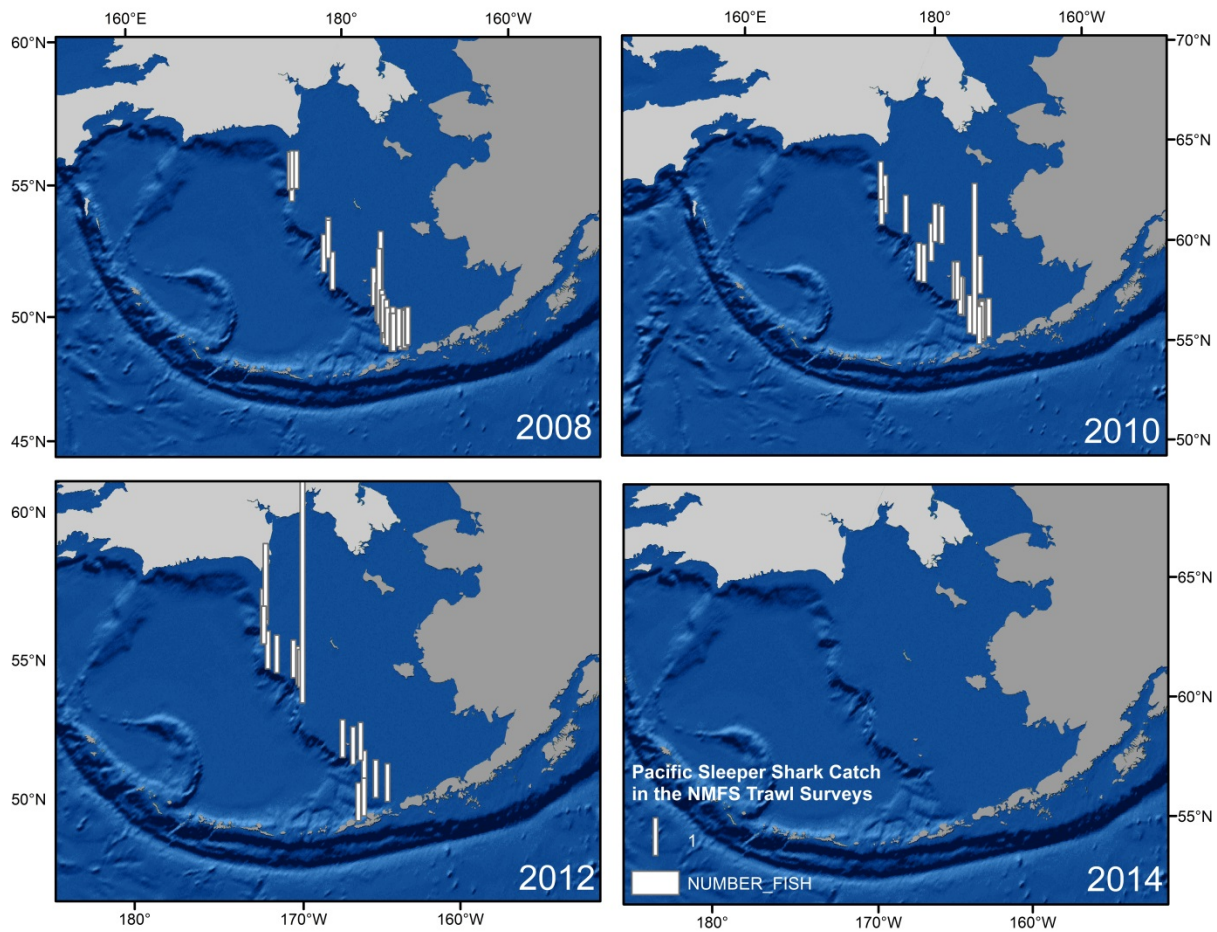 160°E 180° 160°W
160°E 180° 160°W
60°N
55°N
50°N
45°N
2008
70°N
65°N
60°N
55°N
50°N
2010
60°N
55°N
50°N
2012
180° 170°W 160°W
65°N
60°N
55°N
Pacific Sleeper Shark Catch
in the NMFS Trawl Surveys
1
NUMBER_FISH
2014
180° 170°W 160°W